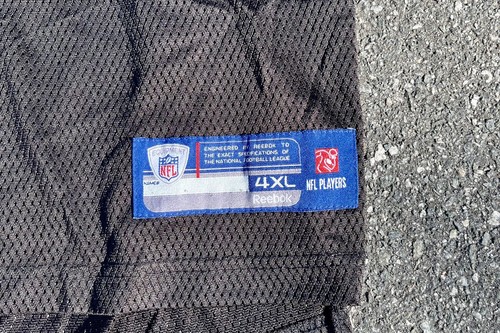 ENGINEERED BY REEBOK TO
THE EXACT SPECIFICATIONS OF
THE NATIONAL FOOTBALL LEAGUE
NFL
4XL
Reebok
NFL PLAYERS